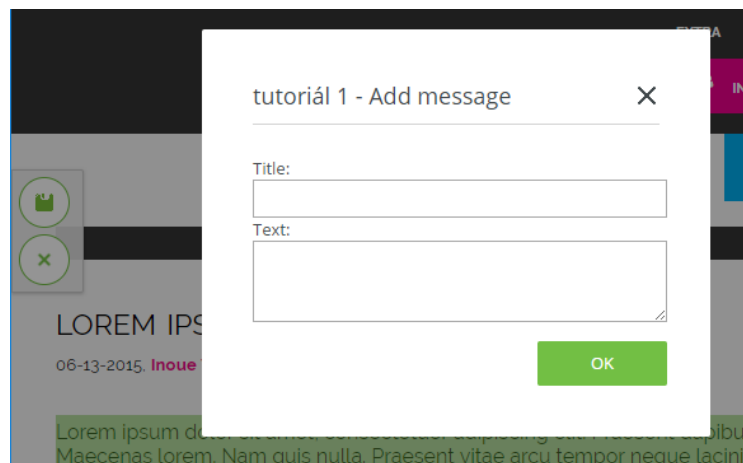 EXTRA
IN
tutoriál 1 - Add message
Title:
Text:
OK
LOREM IPS
06-13-2015, Inoue
Lorem ipsum dolor sit amet, consectetuer adipiscing elit. Praesent dapibu
Maecenas lorem. Nam quis nulla. Praesent vitae arcu tempor neque lacini